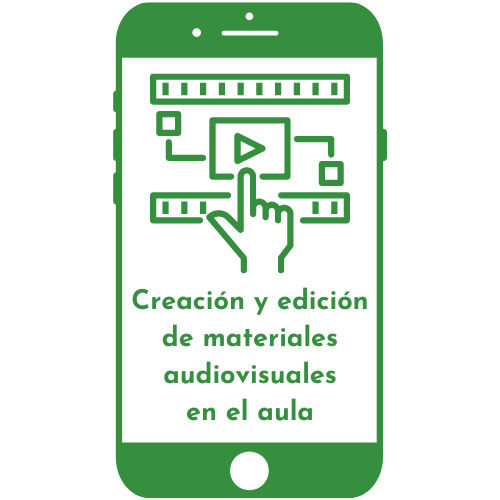 Creación y edición
de materiales
audiovisuales
en el aula